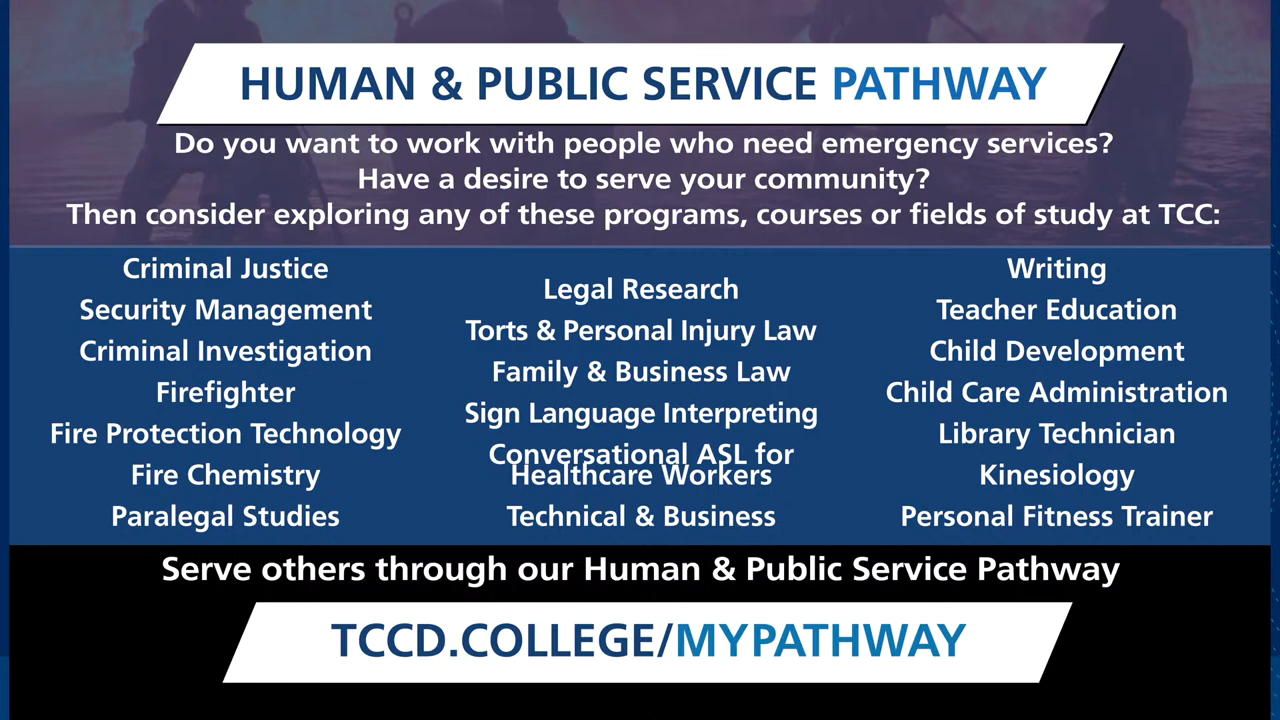 HUMAN & PUBLIC SERVICE PATHWAY
Do you want to work with people who need emergency services?
Have a desire to serve your community?
Then consider exploring any of these programs, courses or fields of study at TCC:
Criminal Justice
Security Management
Criminal Investigation
Firefighter
Fire Protection Technology
Fire Chemistry
Paralegal Studies
Legal Research
Torts & Personal Injury Law
Family & Business Law
Sign Language Interpreting
Conversational ASL for
Healthcare Workers
Technical & Business
Writing
Teacher Education
Child Development
Child Care Administration
Library Technician
Kinesiology
Personal Fitness Trainer
Serve others through our Human & Public Service Pathway
TCCD.COLLEGE/MYPATHWAY